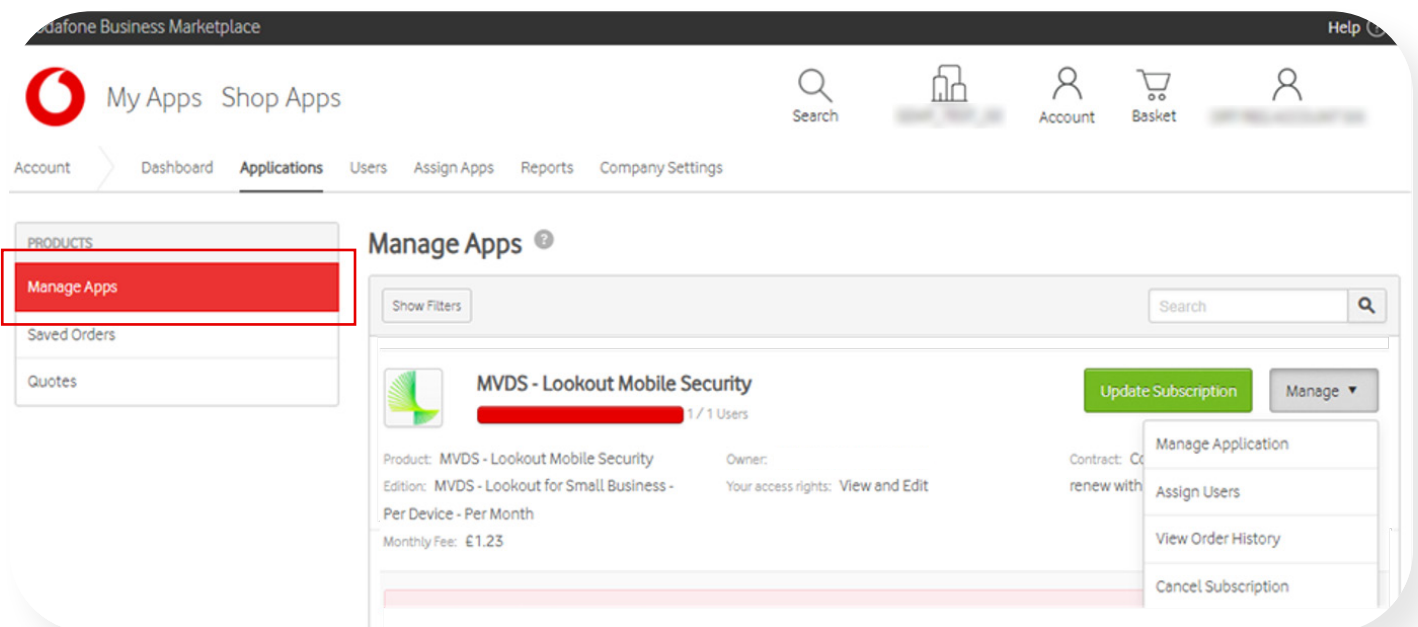 Vodafone Business Marketplace
Help ?
My Apps Shop Apps
Search
Account
Basket
Account
Dashboard Applications Users Assign Apps Reports Company Settings
PRODUCTS
Manage Apps
Saved Orders
Quotes
Manage Apps ?
Show Filters
Search
MVDS - Lookout Mobile Security
1 / 1 Users
Update Subscription
Manage ▼
Product: MVDS - Lookout Mobile Security
Edition: MVDS - Lookout for Small Business -
Per Device - Per Month
Monthly Fee: £1.23
Owner:
Your access rights: View and Edit
Contract:
renew with
Manage Application
Assign Users
View Order History
Cancel Subscription